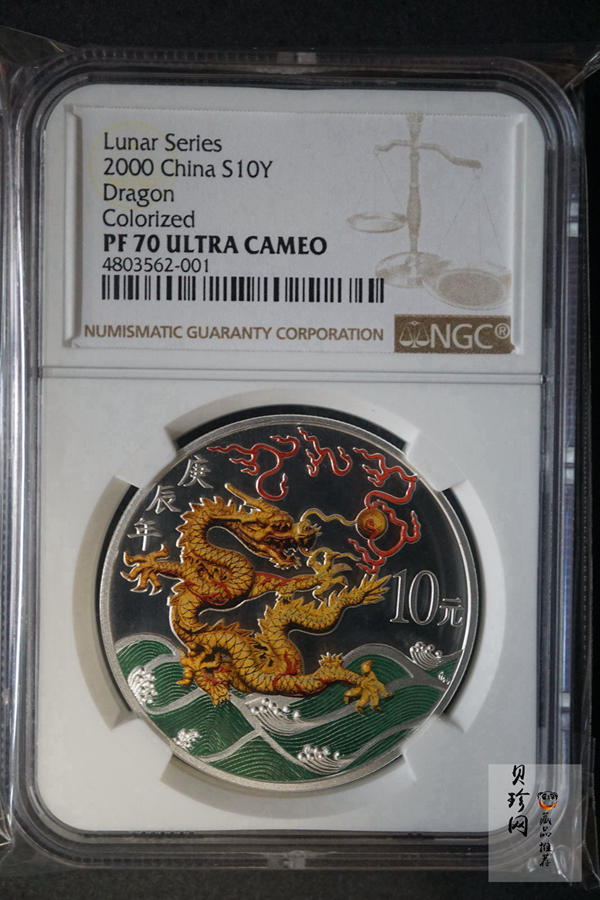 Lunar Series
2000 China S10Y
Dragon
Colorized
PF 70 ULTRA CAMEO
4803562-001
NUMISMATIC GUARANTY CORPORATION
NGC®
庚辰年
10元
贝珍网
藏品推荐